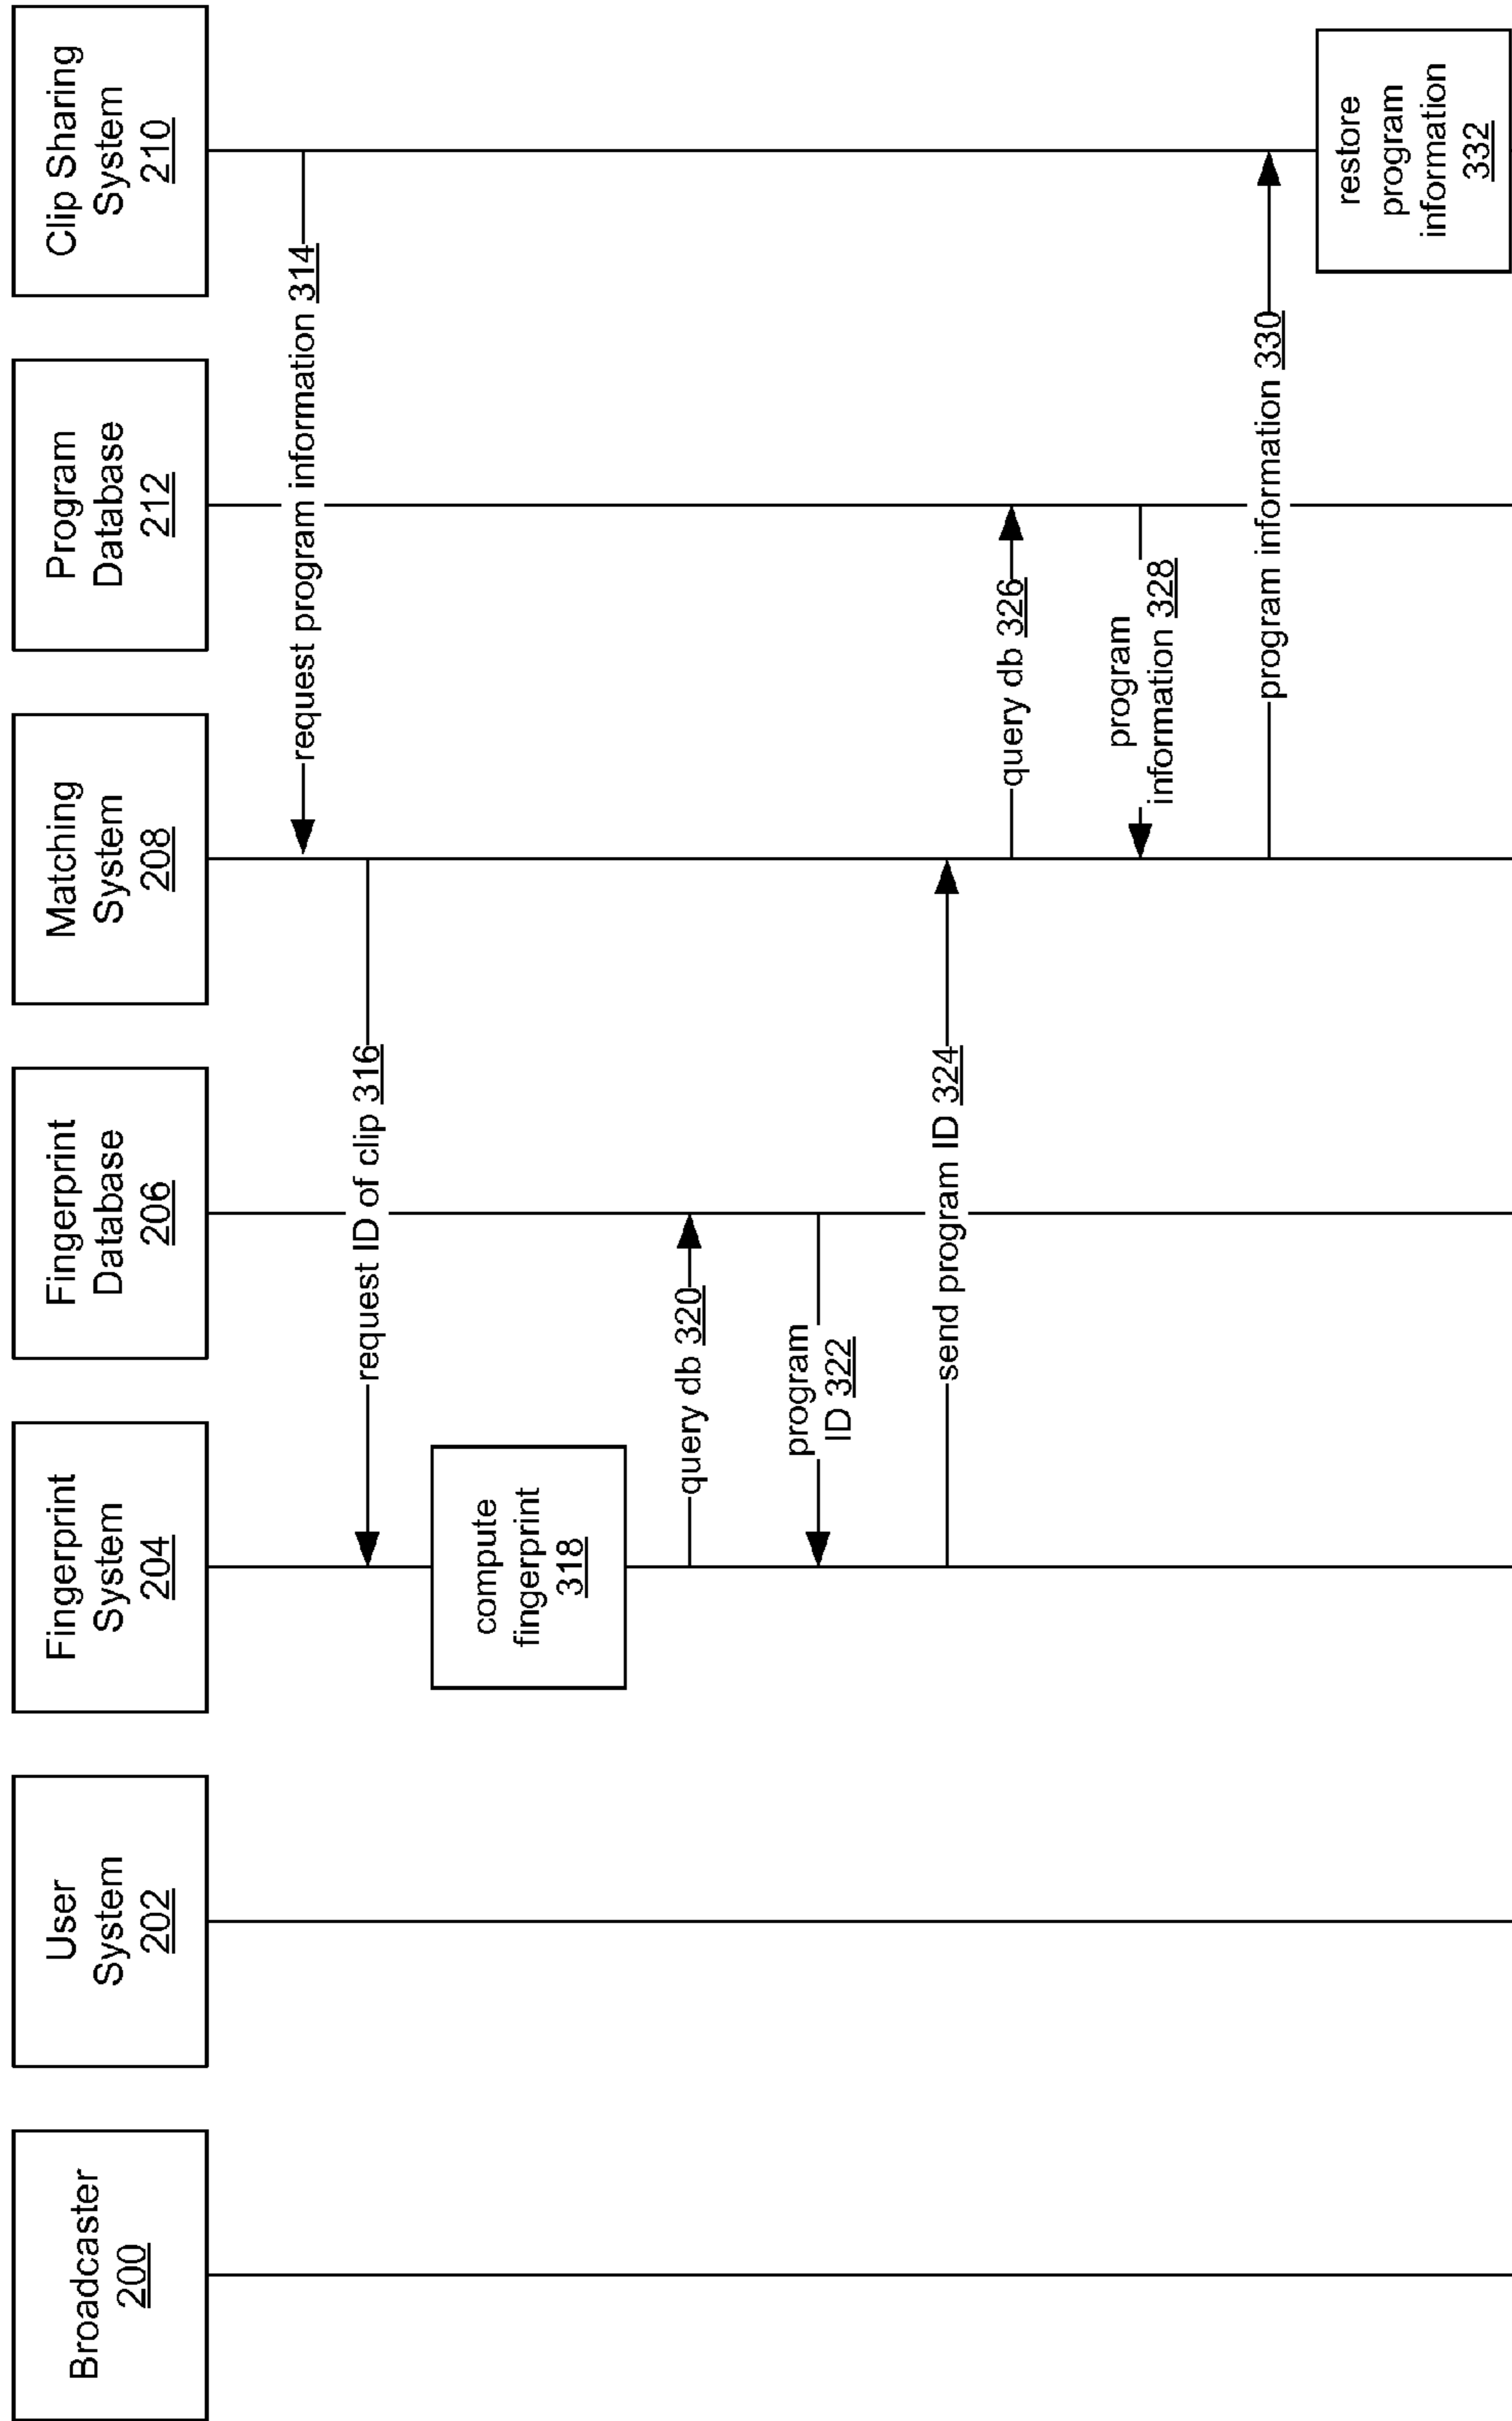 Broadcaster
200
User
System
202
Fingerprint
System
204
Fingerprint
Database
206
Matching
System
208
Program
Database
212
Clip Sharing
System
210
request program information 314
request ID of clip 316
compute
fingerprint
318
query db 320
program
ID 322
send program ID 324
query db 326
program
information 328
program information 330
restore
program
information
332